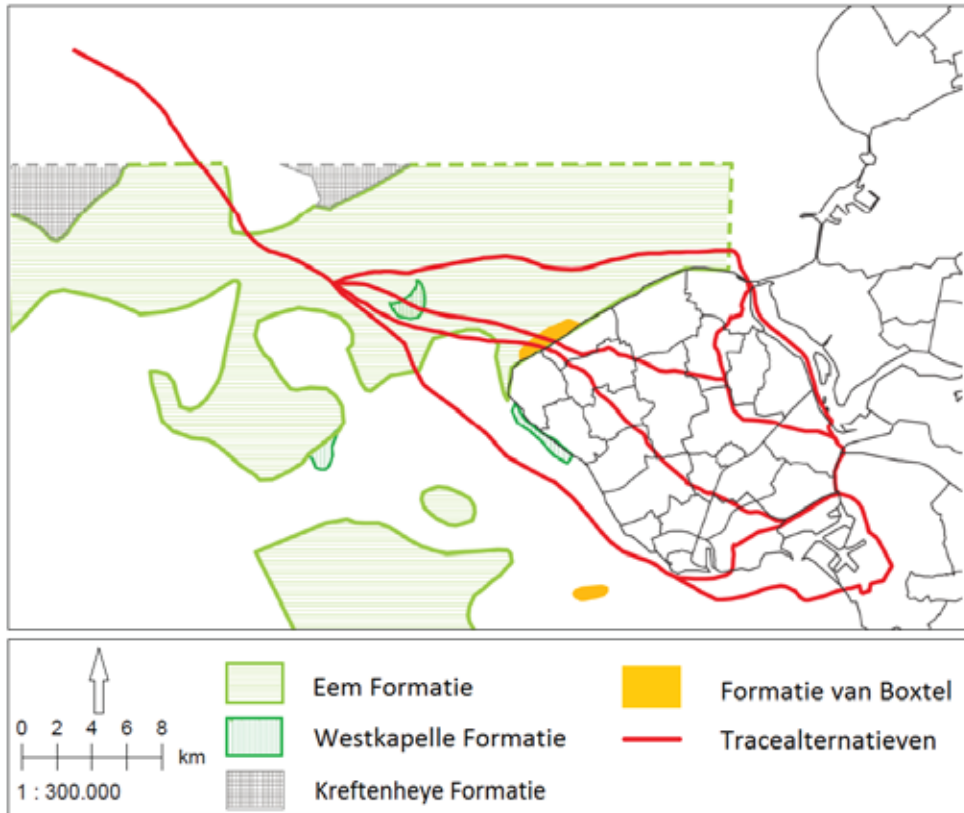 Eem Formatie
Westkapelle Formatie
Kreftenheye Formatie
Formatie van Boxtel
Tracealternatieven
0 2 4 6 8
km
1 : 300.000